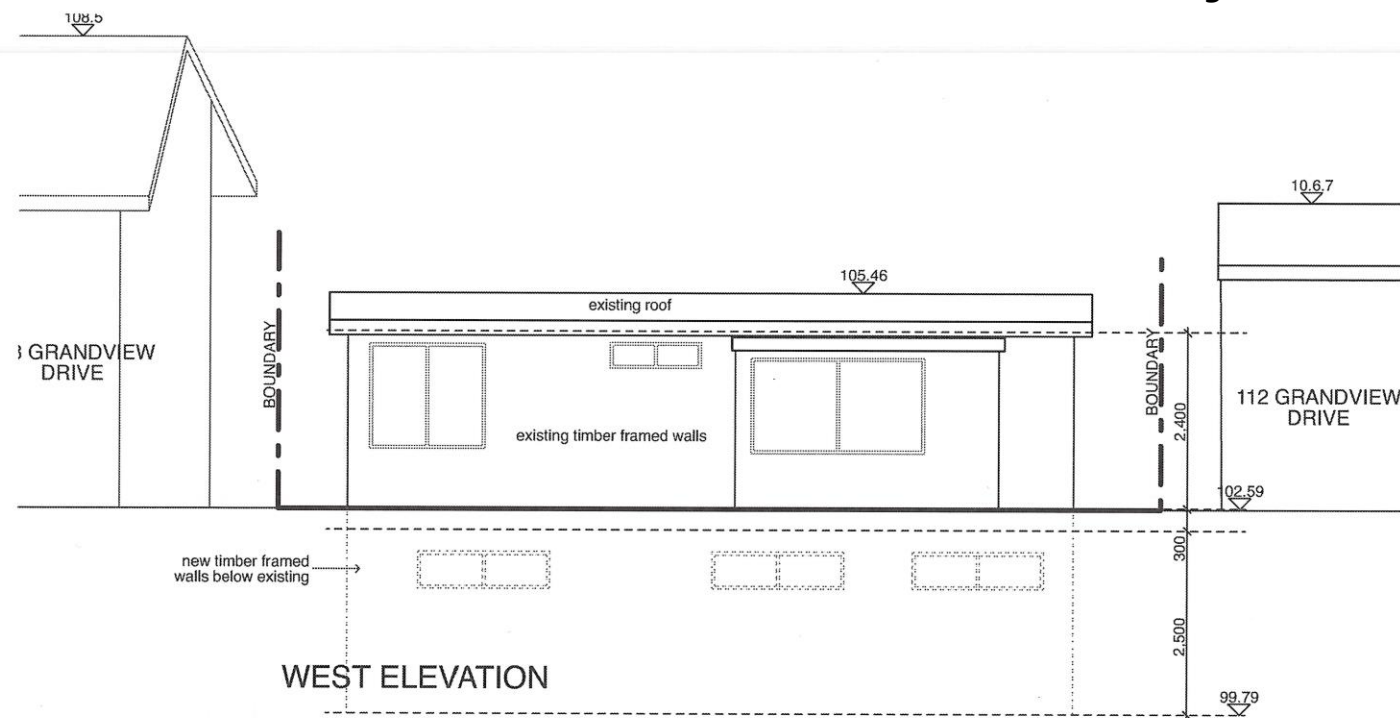 108.5
10.6.7
105.46
existing roof
BOUNDARY
BOUNDARY
GRANDVIEW
DRIVE
existing timber framed walls
2.400
112 GRANDVIEW
DRIVE
102.59
300
new timber framed
walls below existing
2.500
WEST ELEVATION
99.79